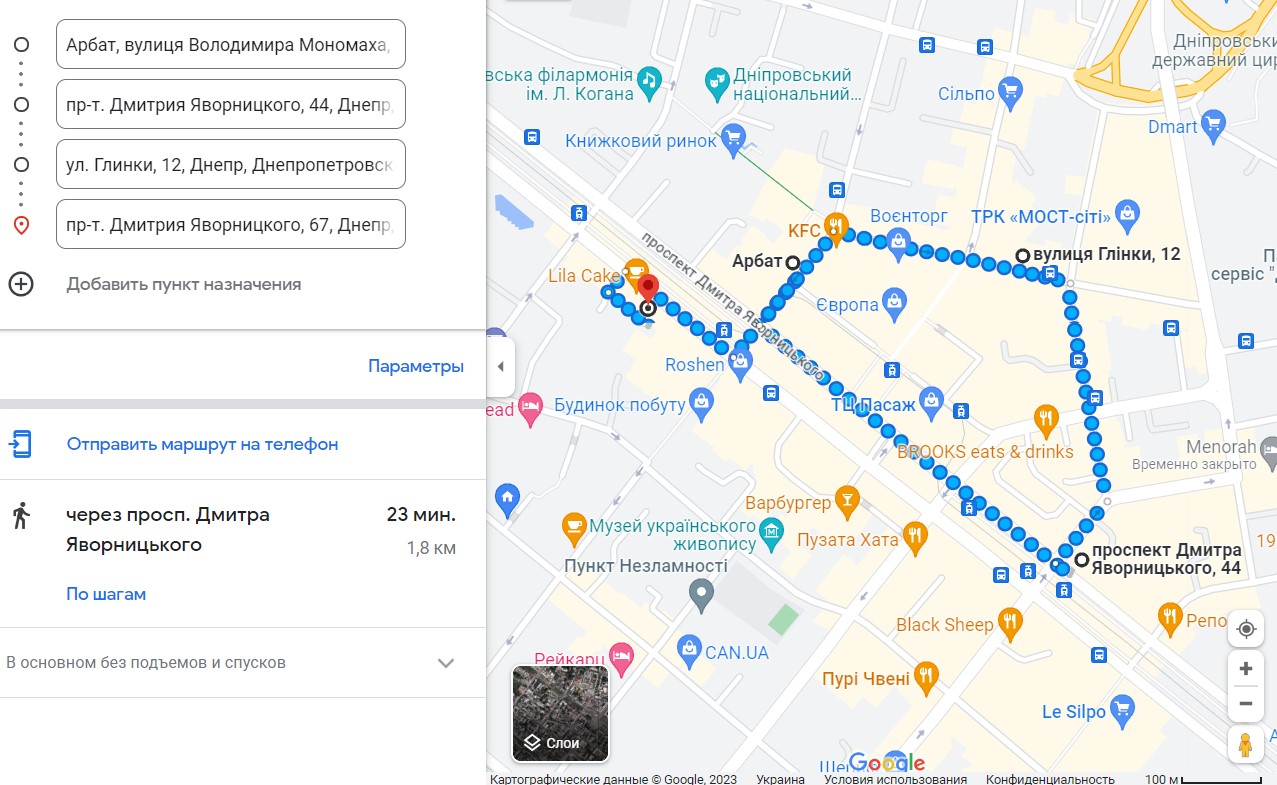 Арбат, вулиця Володимира Мономаха,
пр-т. Дмитрия Яворницкого, 44, Днепр,
ул. Глинки, 12, Днепр, Днепропетровск
пр-т. Дмитрия Яворницкого, 67, Днепр,
Добавить пункт назначения
Параметры
Отправить маршрут на телефон
через просп. Дмитра
Яворницького
23 мин.
1,8 км
По шагам
В основном без подъемов и спусков
вська філармонія
ім. Л. Когана
Дніпровський
національний...
Книжковий ринок
Сільпо
Дніпровськи
державний цир
Dmart
KFC
Воєнторг
ТРК «МОСТ-сіті»
Арбат
вулиця Глінки, 12
сервіс "
Lila Cake
проспект Дмитра Яворницького
Європа
Roshen
ead
Будинок побуту
ТЦ Пасаж
BROOKS eats & drinks
Menorah
Временно закрыто
Варбургер
Музей українського
живопису
Пузата Хата
Пункт Незламності
проспект Дмитра
Яворницького, 44
19
Black Sheep
Репо
Рейкарц
CAN.UA
Пурі Чвені
Le Silpo
Слои
Google
Картографические данные © Google, 2023
Украина
Условия использования
Конфиденциальность
100 м